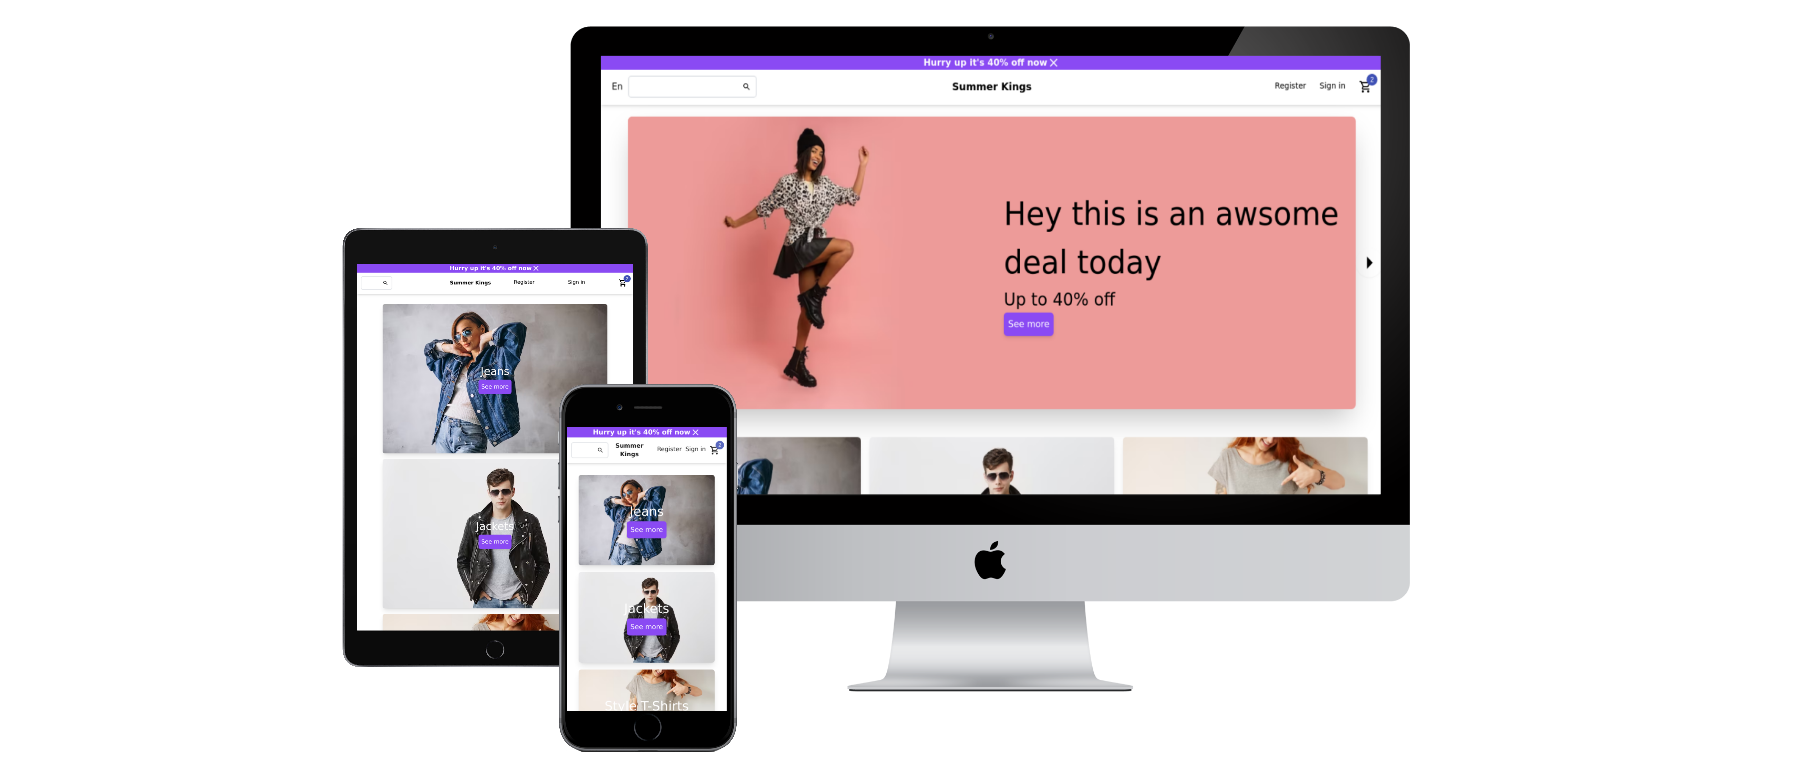 Hurry up it's 40% off now
En
Summer Kings
Register
Sign in
2
Hey this is an awsome
deal today
Up to 40% off
See more
Hurry up it's 40% off now
Summer Kings
Register
Sign in
2
Jeans
See more
Jackets
See more
Hurry up it's 40% off now
Summer
Kings
Register
Sign in
2
Jeans
See more
Jackets
See more
Style T-Shirts